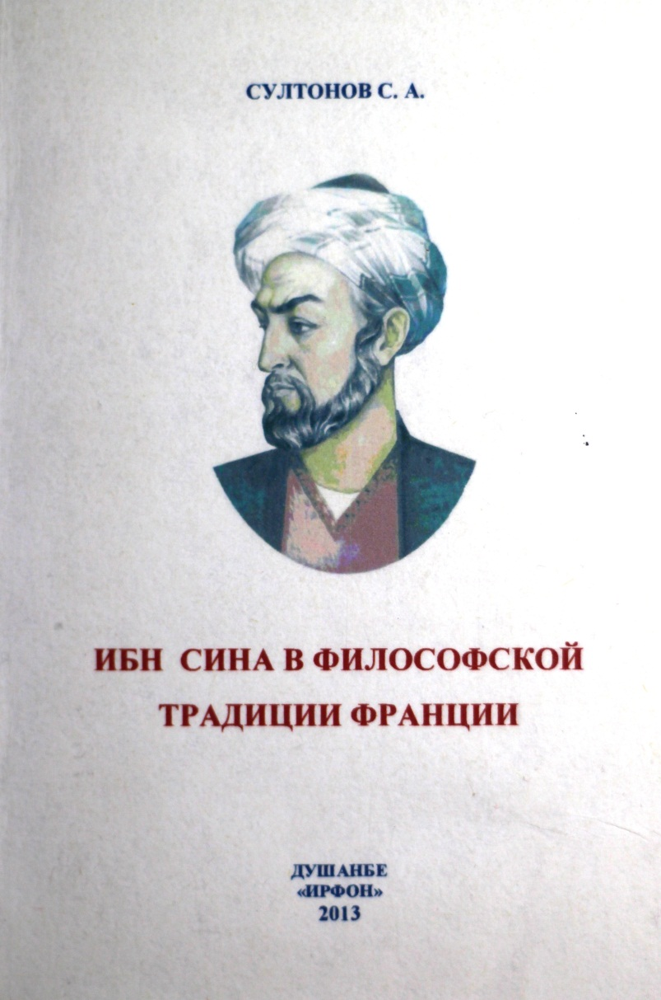 СУЛТОНОВ С. А.
ИБН СИНА В ФИЛОСОФСКОЙ
ТРАДИЦИИ ФРАНЦИИ
ДУШАНБЕ
«ИРФОН»
2013